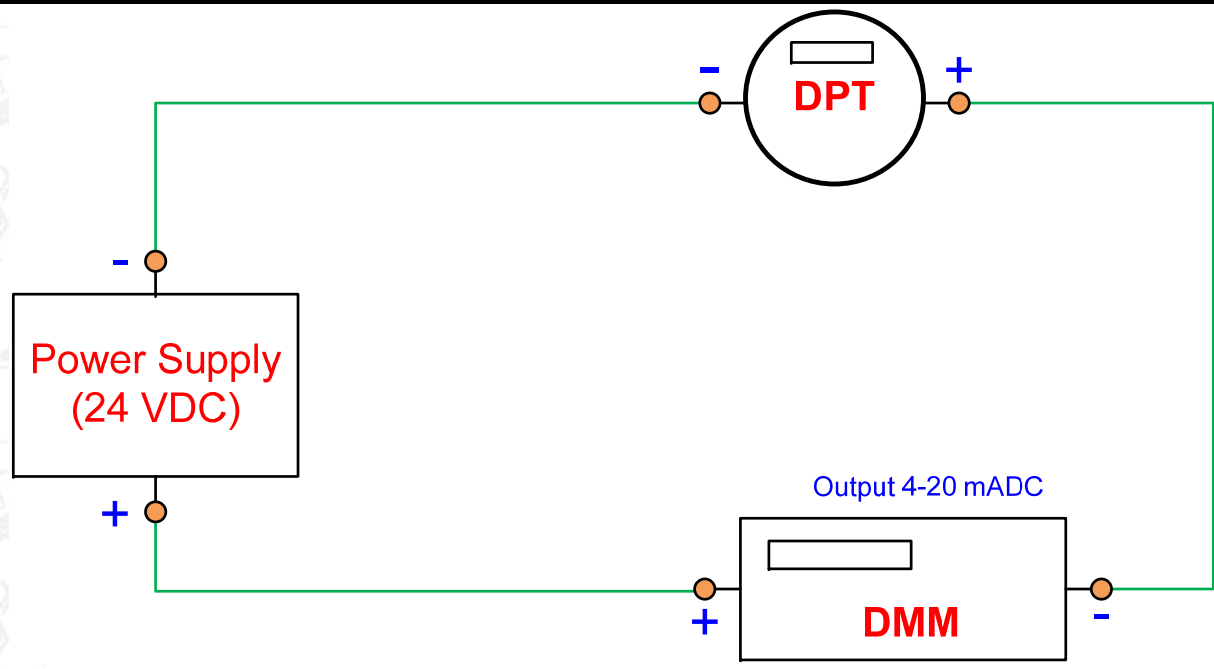 - +
DPT
-
Power Supply
(24 VDC)
+
Output 4-20 mADC
+ -
DMM